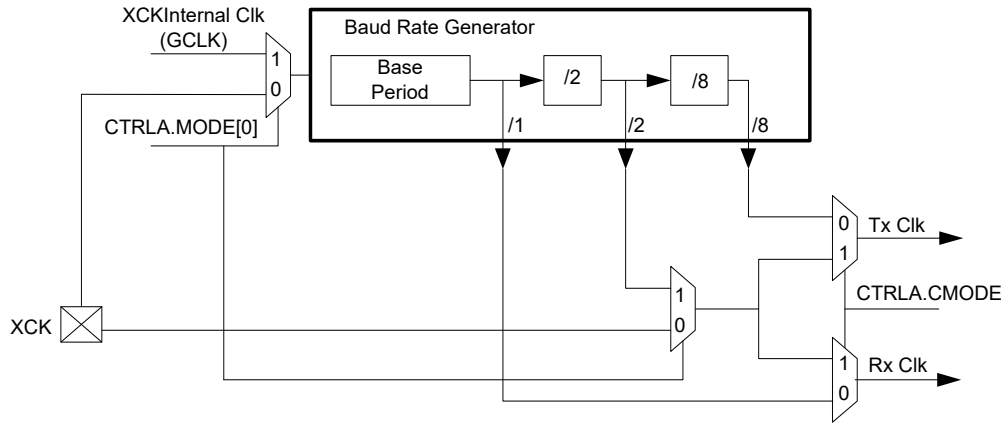 XCKInternal Clk
(GCLK)
Baud Rate Generator
1
0
Base
Period
/2
/8
CTRLA.MODE[0]
/1
/2
/8
0
1
Tx Clk
XCK
1
0
CTRLA.CMODE
1
0
Rx Clk